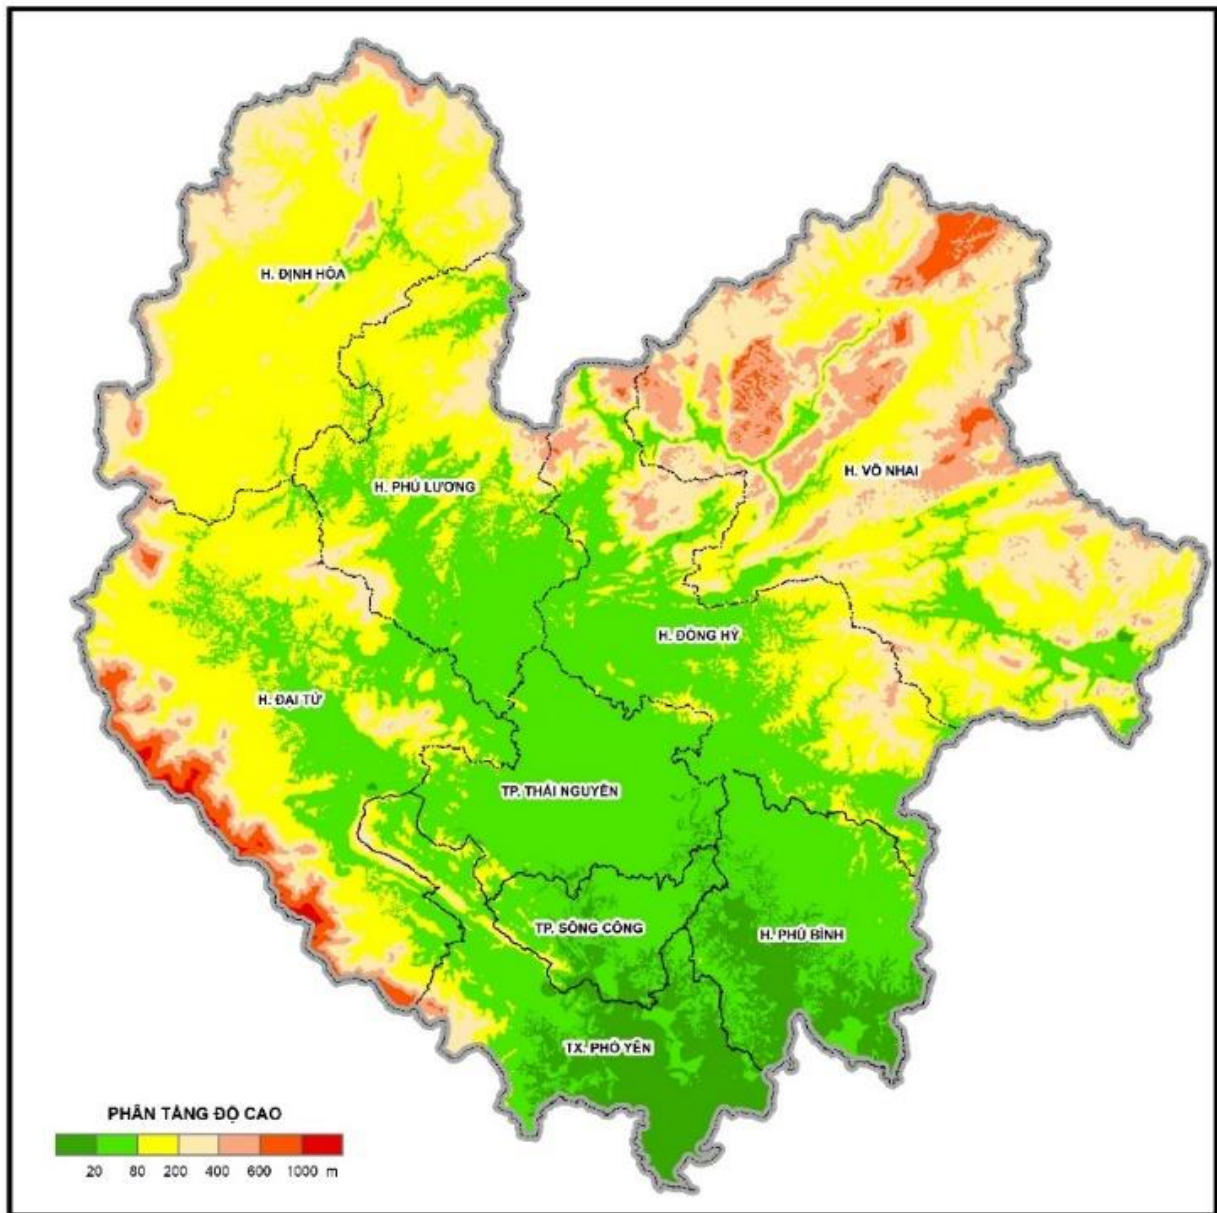 H. ĐỊNH HÓA
H. PHÚ LƯƠNG
H. VÕ NHAI
H. ĐỒNG HỶ
H. ĐẠI TỪ
TP. THÁI NGUYÊN
TP. SÔNG CÔNG
H. PHÚ BÌNH
TX. PHỔ YÊN
PHÂN TẦNG ĐỘ CAO
20 80 200 400 600 1000 m